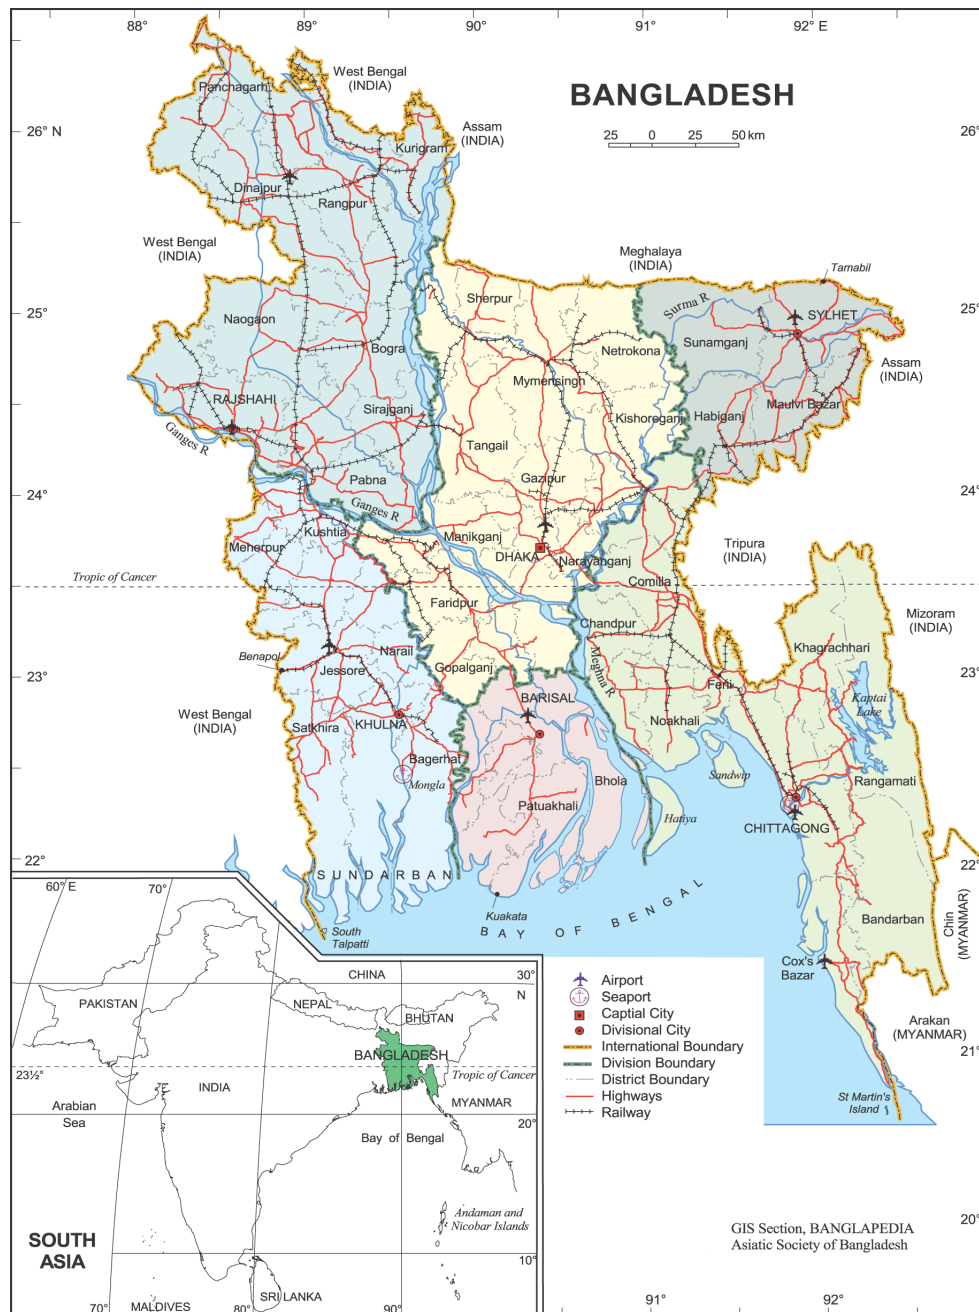 88°
89°
90°
91°
92° E
West Bengal
(INDIA)
Panchagarh
BANGLADESH
25 0 25 50 km
Assam
(INDIA)
26° N
26°
Kurigram
Dinajpur
Rangpur
West Bengal
(INDIA)
Meghalaya
(INDIA)
Tamabil
Sherpur
Surma R
25°
25°
Naogaon
SYLHET
Sunamganj
Netrokona
Bogra
Assam
(INDIA)
Mymensingh
RAJSHAHI
Sirajganj
Kishoreganj
Habiganj
Maulvi Bazar
Ganges R
Tangail
Gazipur
Pabna
24°
24°
Ganges R
Kushtia
Manikganj
Meherpur
DHAKA
Narayanganj
Tripura
(INDIA)
Tropic of Cancer
Comilla
Faridpur
Mizoram
(INDIA)
Chandpur
Khagrachhari
Narail
Benapol
Jessore
Gopalganj
Meghna R
23°
23°
Feni
Kaptai
Lake
West Bengal
(INDIA)
BARISAL
Satkhira
KHULNA
Noakhali
Bagerhat
Mongla
Bhola
Sandwip
Rangamati
Patuakhali
Hatiya
CHITTAGONG
22°
22°
SUNDARBAN
Kuakata
BAY OF BENGAL
Bandarban
Chin
(MYANMAR)
South
Talpatti
Cox's
Bazar
Arakan
(MYANMAR)
21°
St Martin's
Island
Airport
Seaport
Captial City
Divisional City
International Boundary
Division Boundary
District Boundary
Highways
Railway
60° E
70°
CHINA
30°
N
PAKISTAN
NEPAL
BHUTAN
BANGLADESH
23½°
Tropic of Cancer
INDIA
MYANMAR
Arabian
Sea
20°
Bay of Bengal
Andaman and
Nicobar Islands
SOUTH
ASIA
10°
SRI LANKA
MALDIVES
70°
80°
90°
GIS Section, BANGLAPEDIA
Asiatic Society of Bangladesh
20°
91°
92°